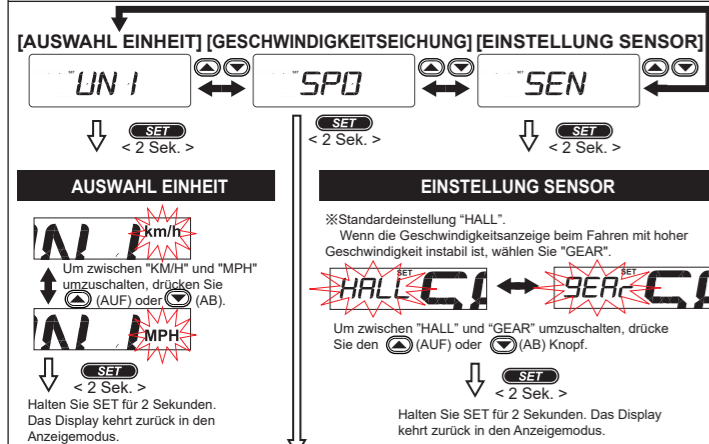 [AUSWAHL EINHEIT] [GESCHWINDIGKEITSEICHUNG] [EINSTELLUNG SENSOR]
SET UNI SET SPD SET SEN
SET SET SET
< 2 Sek. > < 2 Sek. > < 2 Sek. >
AUSWAHL EINHEIT
km/h
Um zwischen "KM/H" und "MPH"
umzuschalten, drücken Sie
(AUF) oder (AB).
MPH
SET
< 2 Sek. >
Halten Sie SET für 2 Sekunden.
Das Display kehrt zurück in den
Anzeigemodus.
EINSTELLUNG SENSOR
※Standardeinstellung “HALL”.
Wenn die Geschwindigkeitsanzeige beim Fahren mit hoher
Geschwindigkeit instabil ist, wählen Sie "GEAR".
HALL SET GEAr SET
Um zwischen ”HALL” und “GEAR” umzuschalten, drücke
Sie den (AUF) oder (AB) Knopf.
SET
< 2 Sek. >
Halten Sie SET für 2 Sekunden. Das Display
kehrt zurück in den Anzeigemodus.